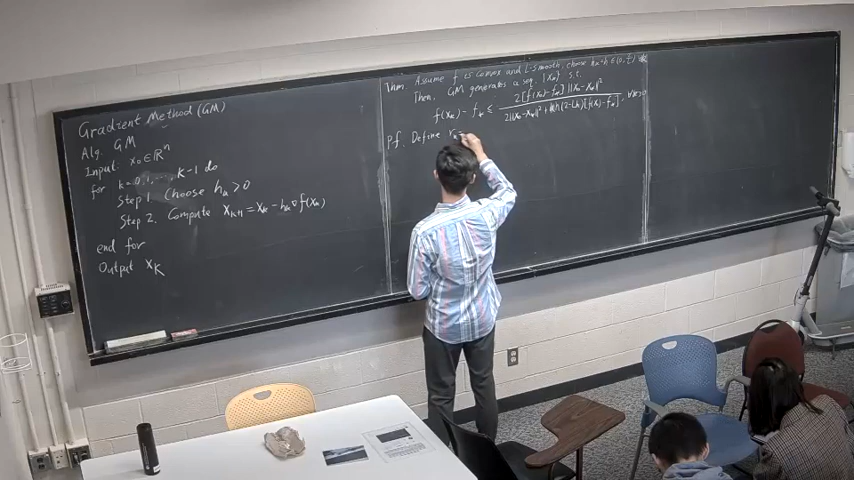 Gradient Method (GM)
Alg. GM
Input: x₀ ∈ ℝⁿ
for k=0,1,...,K-1 do
Step 1. Choose hₖ > 0
Step 2. Compute xₖ₊₁ = xₖ - hₖ∇f(xₖ)
end for
Output x_K
Thm. Assume f is convex and L-smooth, choose hₖ=h ∈ (0,
Then, GM generates a seq. {xₖ} s.t.
f(xₖ) - f* ≤ 2[f(x₀)-f*] ||x₀-x*||² / 2||x₀-x*||² + kh(2-Lh)[f(x₀)-f*], ∀k≥0
Pf. Define rₖ=